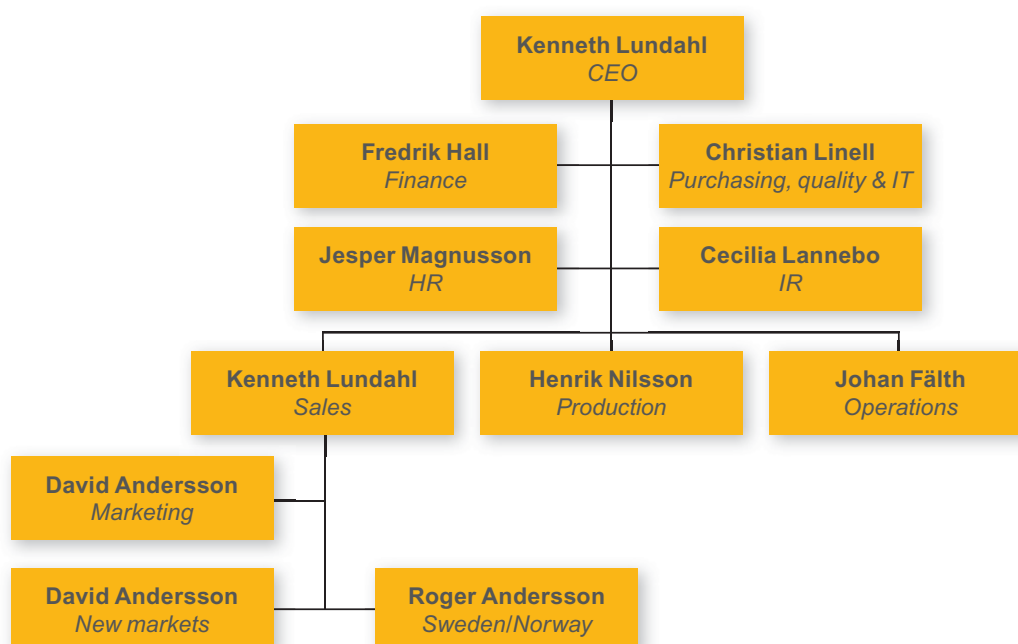 Kenneth Lundahl
CEO
Fredrik Hall
Finance
Christian Linell
Purchasing, quality & IT
Jesper Magnusson
HR
Cecilia Lannebo
IR
Kenneth Lundahl
Sales
Henrik Nilsson
Production
Johan Fälth
Operations
David Andersson
Marketing
David Andersson
New markets
Roger Andersson
Sweden/Norway